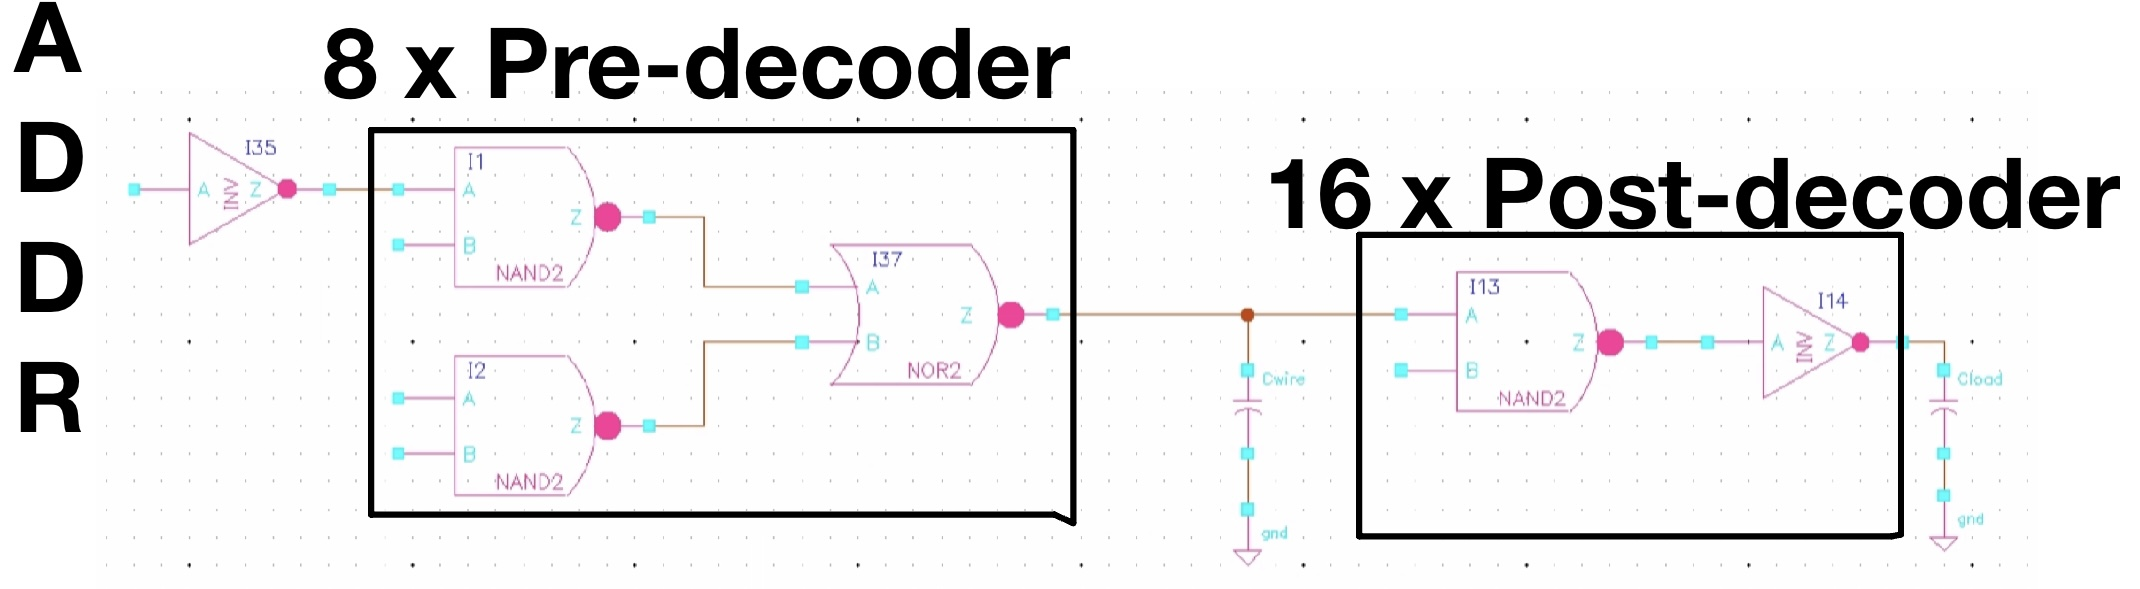 A
D
D
R
8 x Pre-decoder
16 x Post-decoder
I35
A
INV
Z
I1
A
B
Z
NAND2
I2
A
B
Z
NAND2
I37
A
B
Z
NOR2
Cwire
gnd
I13
A
B
Z
NAND2
I14
A
INV
Z
Cload
gnd